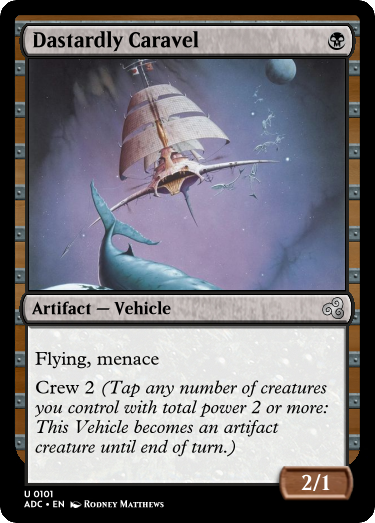 Dastardly Caravel
Artifact — Vehicle
Flying, menace
Crew 2 (Tap any number of creatures
you control with total power 2 or more:
This Vehicle becomes an artifact
creature until end of turn.)
2/1
U 0101
ADC • EN Rodney Matthews